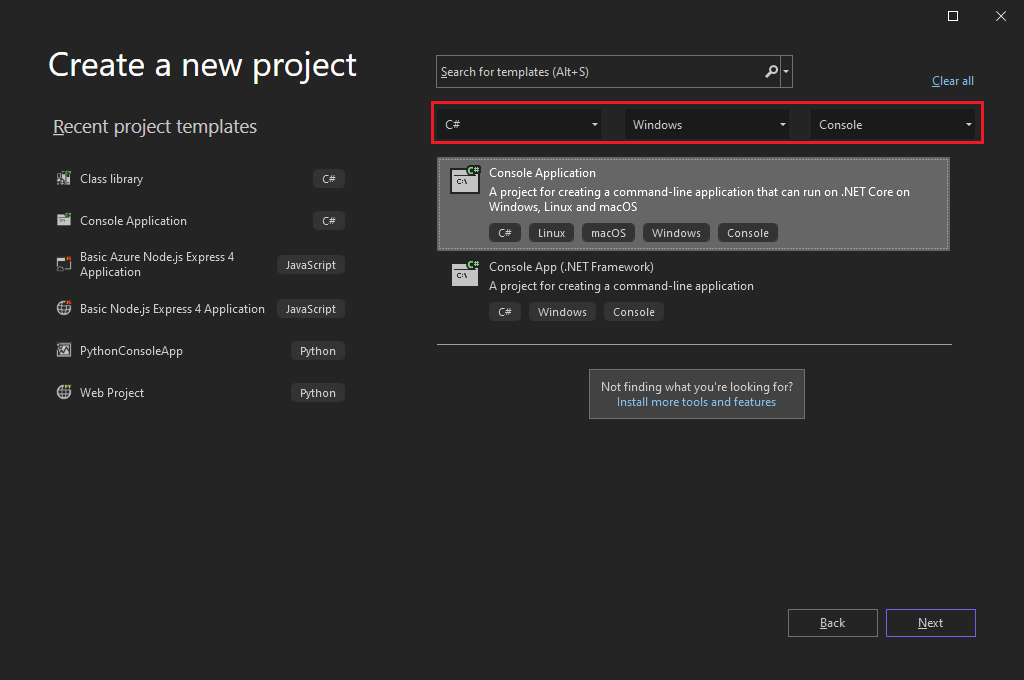 Create a new project
Search for templates (Alt+S)
Clear all
Recent project templates
C#
Windows
Console
Class library
C#
Console Application
C#
Basic Azure Node.js Express 4
Application
JavaScript
Basic Node.js Express 4 Application
JavaScript
PythonConsoleApp
Python
Web Project
Python
C#
C:\
Console Application
A project for creating a command-line application that can run on .NET Core on
Windows, Linux and macOS
C# Linux macOS Windows Console
C#
C:\
Console App (.NET Framework)
A project for creating a command-line application
C# Windows Console
Not finding what you're looking for?
Install more tools and features
Back
Next